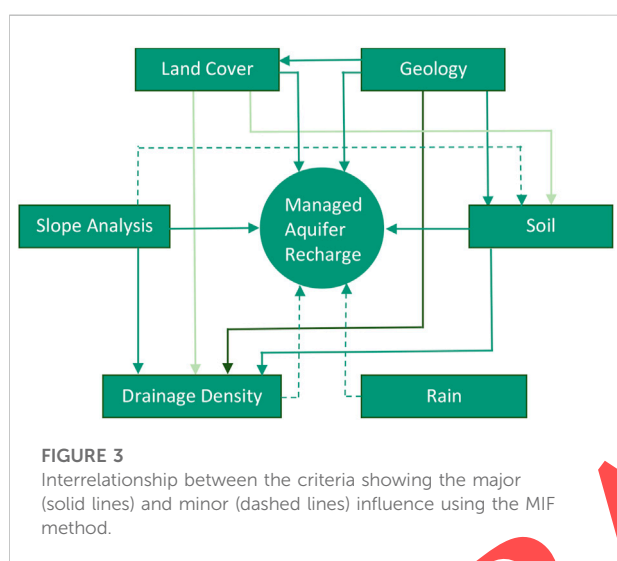 Land Cover
Geology
Slope Analysis
Managed
Aquifer
Recharge
Soil
Drainage Density
Rain
FIGURE 3
Interrelationship between the criteria showing the major
(solid lines) and minor (dashed lines) influence using the MIF
method.